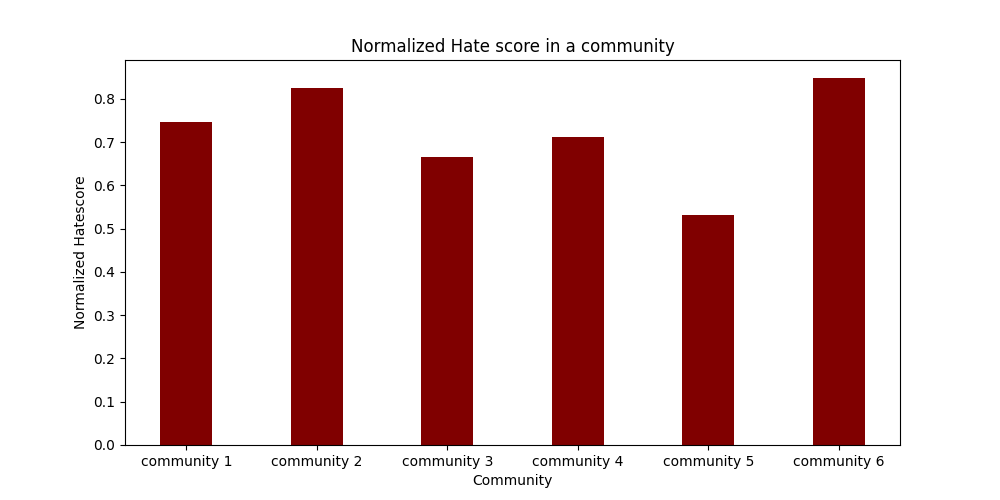 Normalized Hate score in a community
Normalized Hatescore
0.8
0.7
0.6
0.5
0.4
0.3
0.2
0.1
0.0
community 1
community 2
community 3
community 4
community 5
community 6
Community